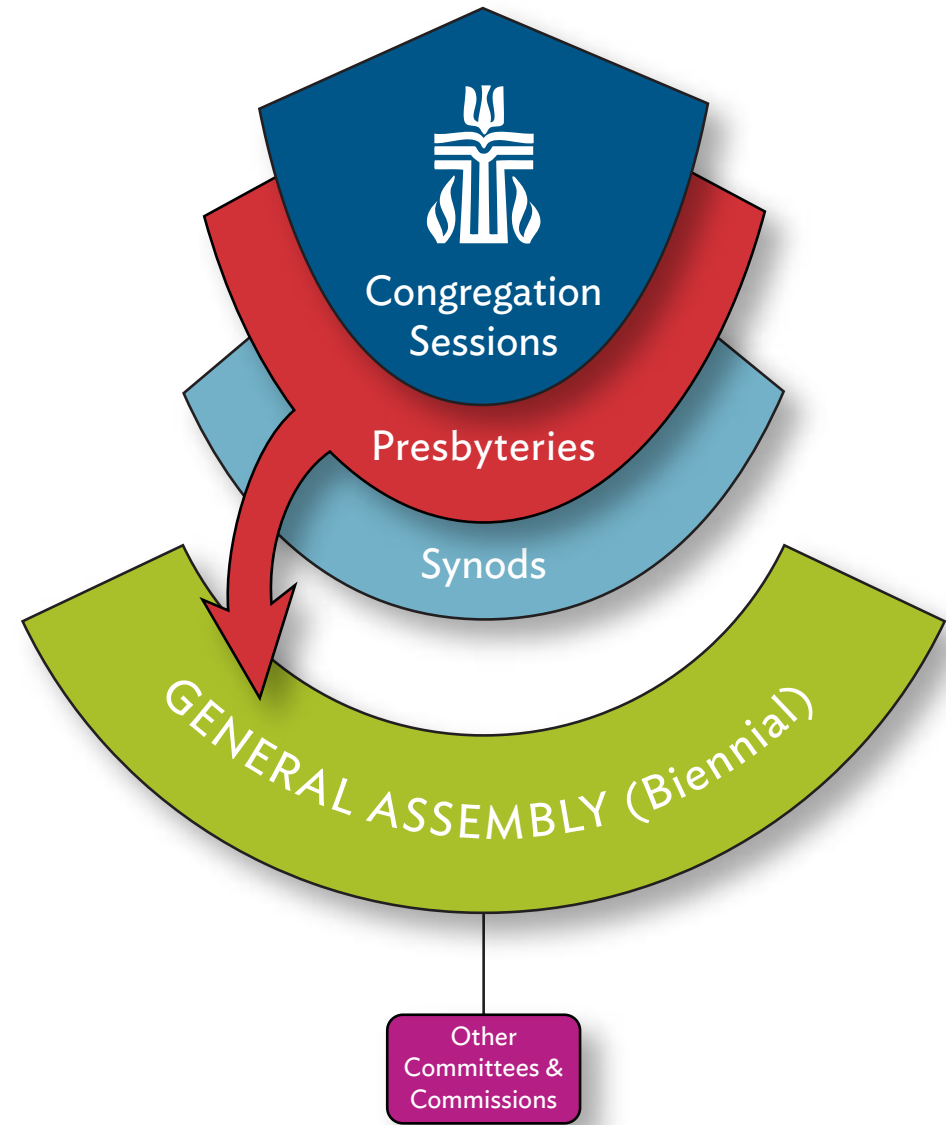 Congregation
Sessions
Presbyteries
Synods
GENERAL ASSEMBLY (Biennial)
Other
Committees &
Commissions